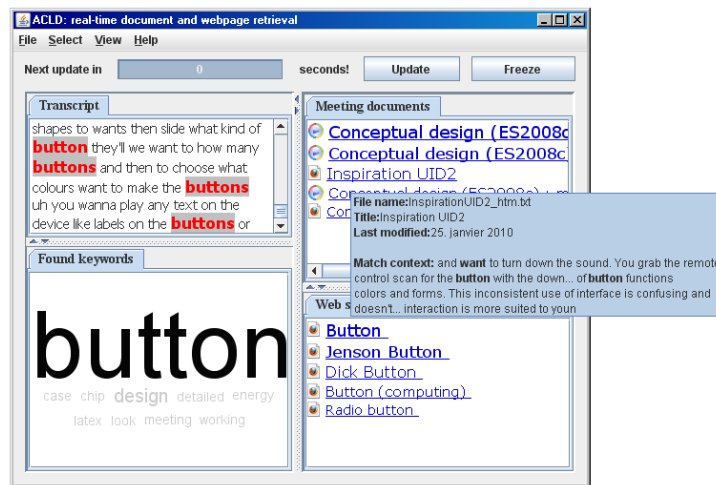 ACLD: real-time document and webpage retrieval
File Select View Help
Next update in 0 seconds! Update Freeze
Transcript
shapes to wants then slide what kind of
button they'll we want to how many
buttons and then to choose what
colours want to make the buttons
uh you wanna play any text on the
device like labels on the buttons or
Found keywords
button
case chip design detailed energy
latex look meeting working
Meeting documents
Conceptual design (ES2008c
Conceptual design (ES2008c)
Inspiration UID2
Conceptual design (ES2008c) + m
Con
File name:InspirationUID2_htm.txt
Title:Inspiration UID2
Last modified:25. janvier 2010
Match context: and want to turn down the sound. You grab the remote
control scan for the button with the down... of button functions
colors and forms. This inconsistent use of interface is confusing and
doesn't... interaction is more suited to youn
Web s
Button
Jenson Button
Dick Button
Button (computing)
Radio button